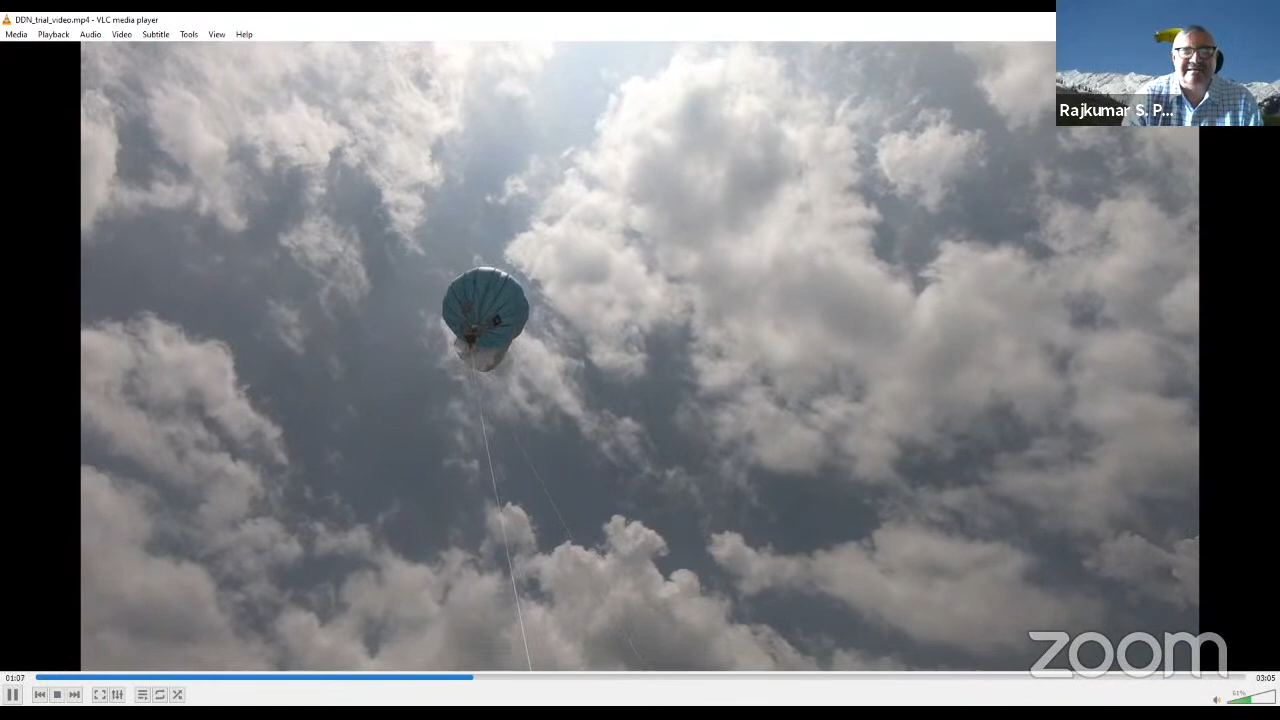 DDN_trial_video.mp4 - VLC media player
Media Playback Audio Video Subtitle Tools View Help
Rajkumar S. P...
zoom
01:07
03:05
61%